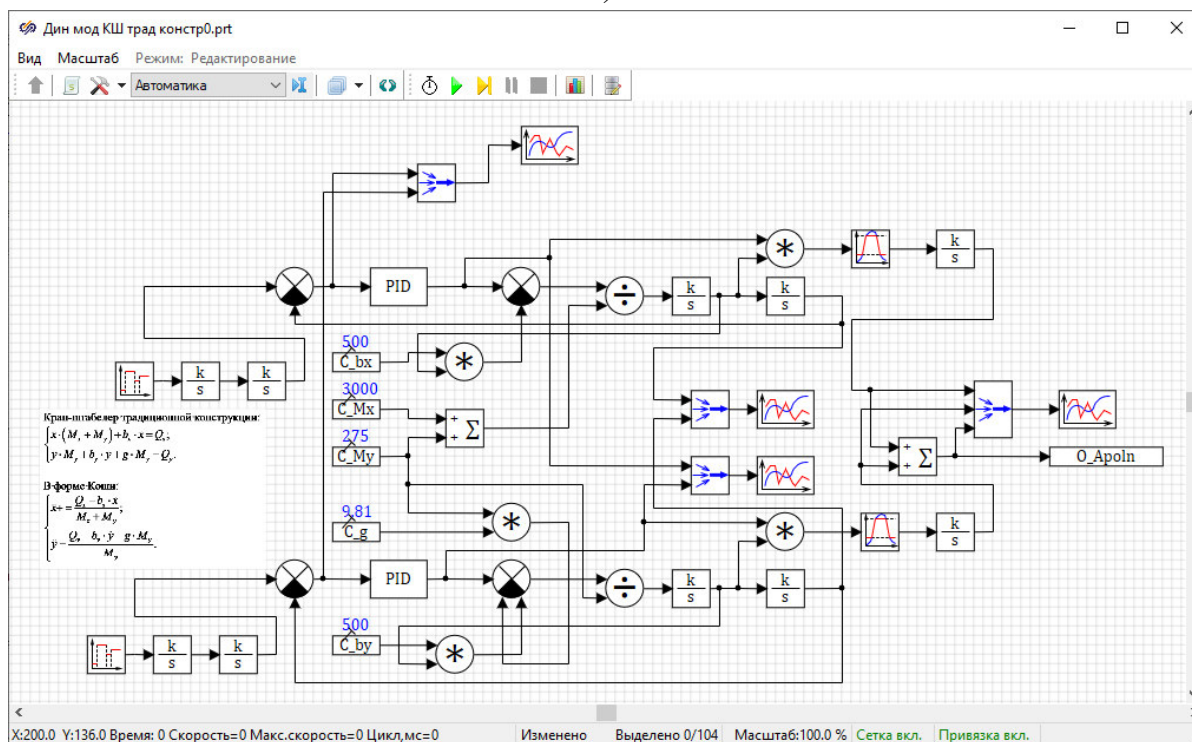 Дин мод КШ трад констр0.prt
Вид Масштаб Режим: Редактирование
Автоматика
k
s
PID
k
s
k
s
500
C_bx
k
s
k
s
3000
C_Mx
+
+ Σ
275
C_My
Кран-штабелер традиционной конструкции:
В форме Коши:
+
+ Σ
O_Apoln
9,81
C_g
k
s
PID
k
s
k
s
500
C_by
k
s
k
s
X:200.0 Y:136.0 Время: 0 Скорость=0 Макс.скорость=0 Цикл,мс=0 Изменено Выделено 0/104 Масштаб:100.0 % Сетка вкл. Привязка вкл.